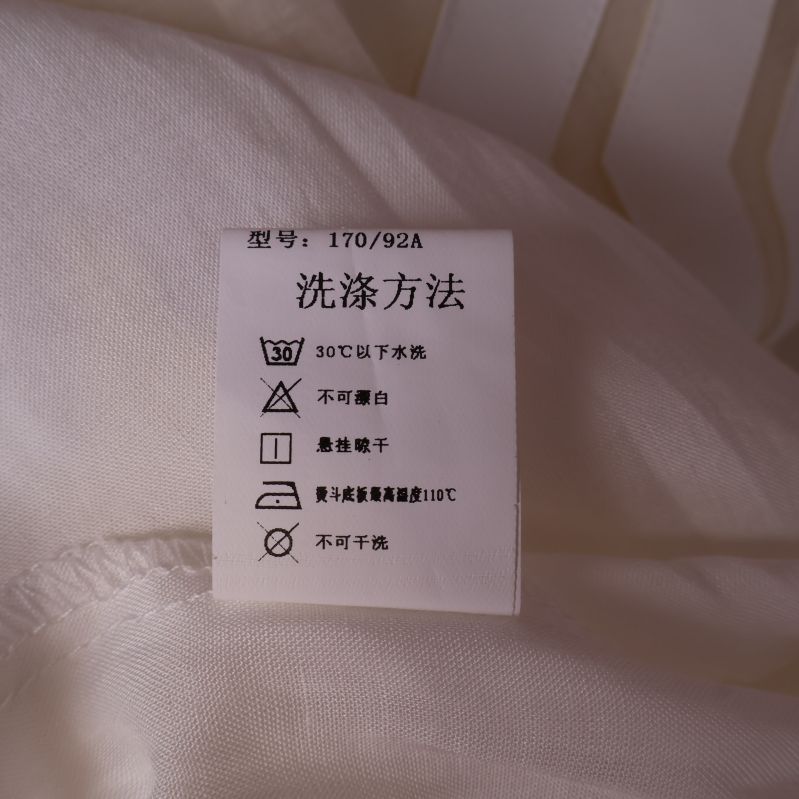 型号：170/92A
洗涤方法
30 30℃以下水洗
不可漂白
悬挂晾干
熨斗底板最高温度110℃
不可干洗